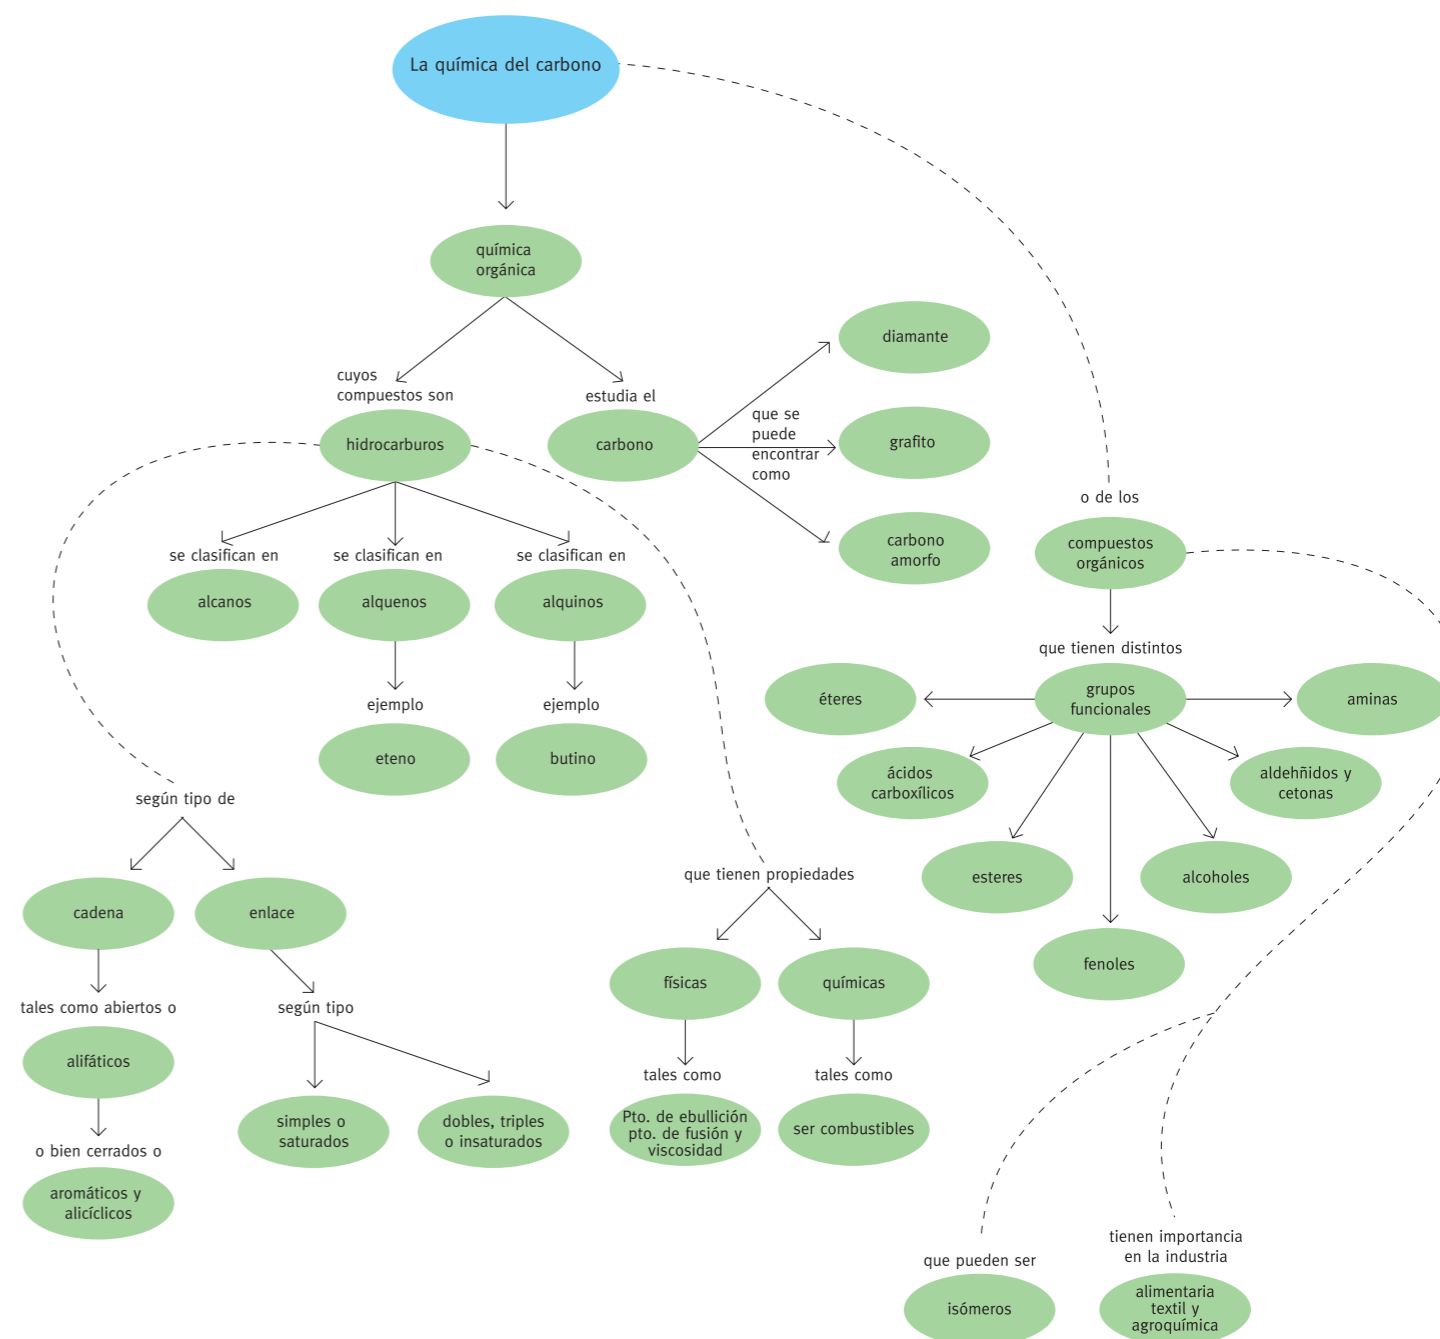 La química del carbono
química
orgánica
cuyos
compuestos son
hidrocarburos
estudia el
carbono
que se
puede
encontrar
como
diamante
grafito
carbono
amorfo
o de los
compuestos
orgánicos
se clasifican en
se clasifican en
se clasifican en
alcanos
alquenos
alquinos
ejemplo
ejemplo
eteno
butino
que tienen distintos
grupos
funcionales
éteres
aminas
ácidos
carboxílicos
aldehñidos y
cetonas
esteres
alcoholes
fenoles
según tipo de
cadena
enlace
tales como abiertos o
según tipo
alifáticos
simples o
saturados
dobles, triples
o insaturados
o bien cerrados o
aromáticos y
alicíclicos
que tienen propiedades
físicas
químicas
tales como
tales como
Pto. de ebullición
pto. de fusión y
viscosidad
ser combustibles
que pueden ser
isómeros
tienen importancia
en la industria
alimentaria
textil y
agroquímica